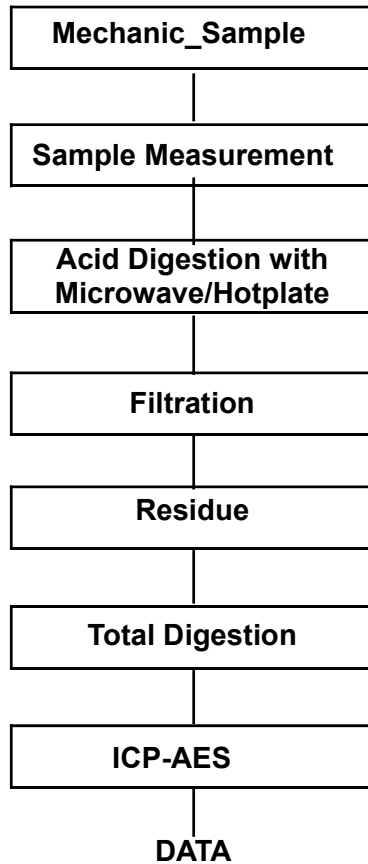 Mechanic_Sample
Sample Measurement
Acid Digestion with
Microwave/Hotplate
Filtration
Residue
Total Digestion
ICP-AES
DATA